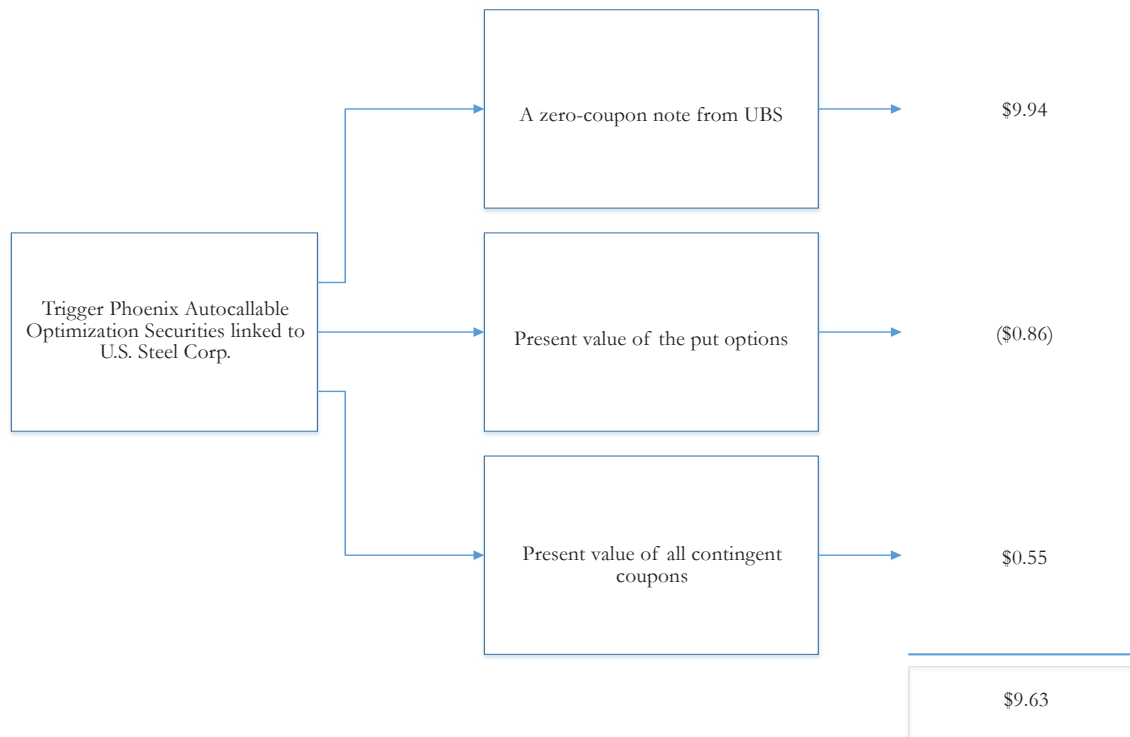 A zero-coupon note from UBS
$9.94
Trigger Phoenix Autocallable
Optimization Securities linked to
U.S. Steel Corp.
Present value of the put options
($0.86)
Present value of all contingent
coupons
$0.55
$9.63